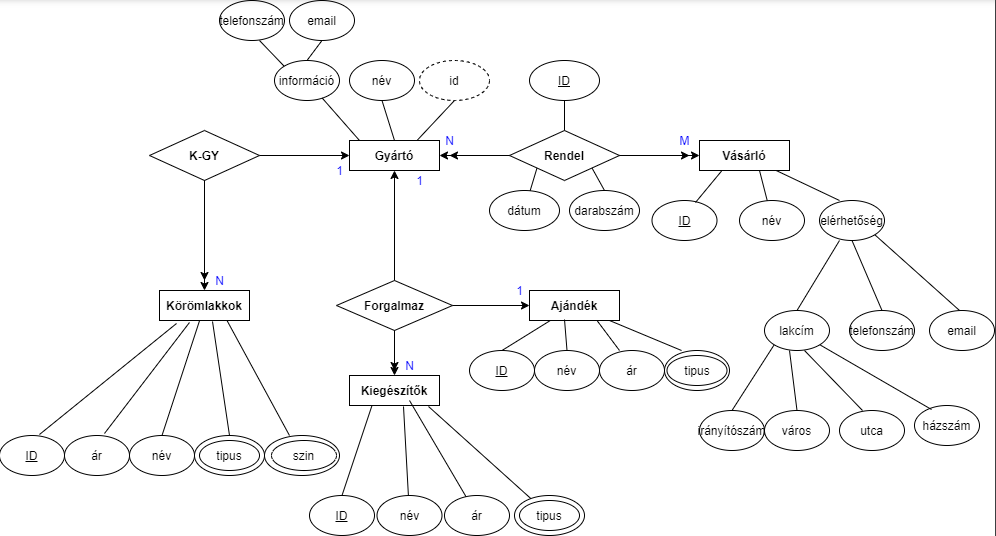 telefonszám
email
információ
név
id
ID
K-GY
1
Gyártó
N
Rendel
M
Vásárló
1
dátum
darabszám
ID
név
elérhetőség
N
Körömlakkok
Forgalmaz
1
Ajándék
lakcím
telefonszám
email
N
Kiegészítők
ID
név
ár
tipus
irányítószám
város
utca
házszám
ID
ár
név
tipus
szin
ID
név
ár
tipus